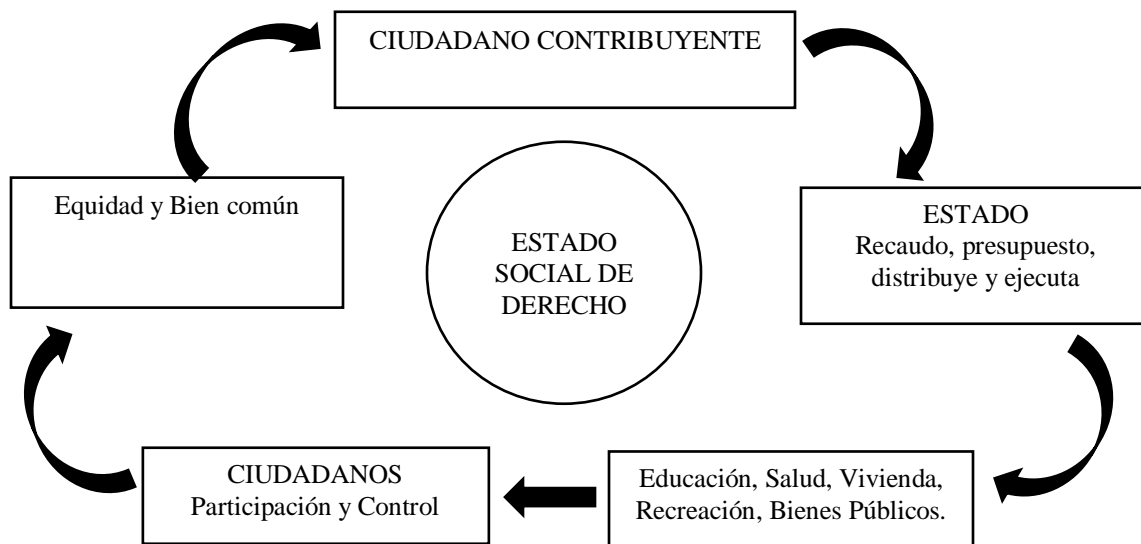 CIUDADANO CONTRIBUYENTE
Equidad y Bien común
ESTADO
Recaudo, presupuesto,
distribuye y ejecuta
ESTADO
SOCIAL DE
DERECHO
CIUDADANOS
Participación y Control
Educación, Salud, Vivienda,
Recreación, Bienes Públicos.